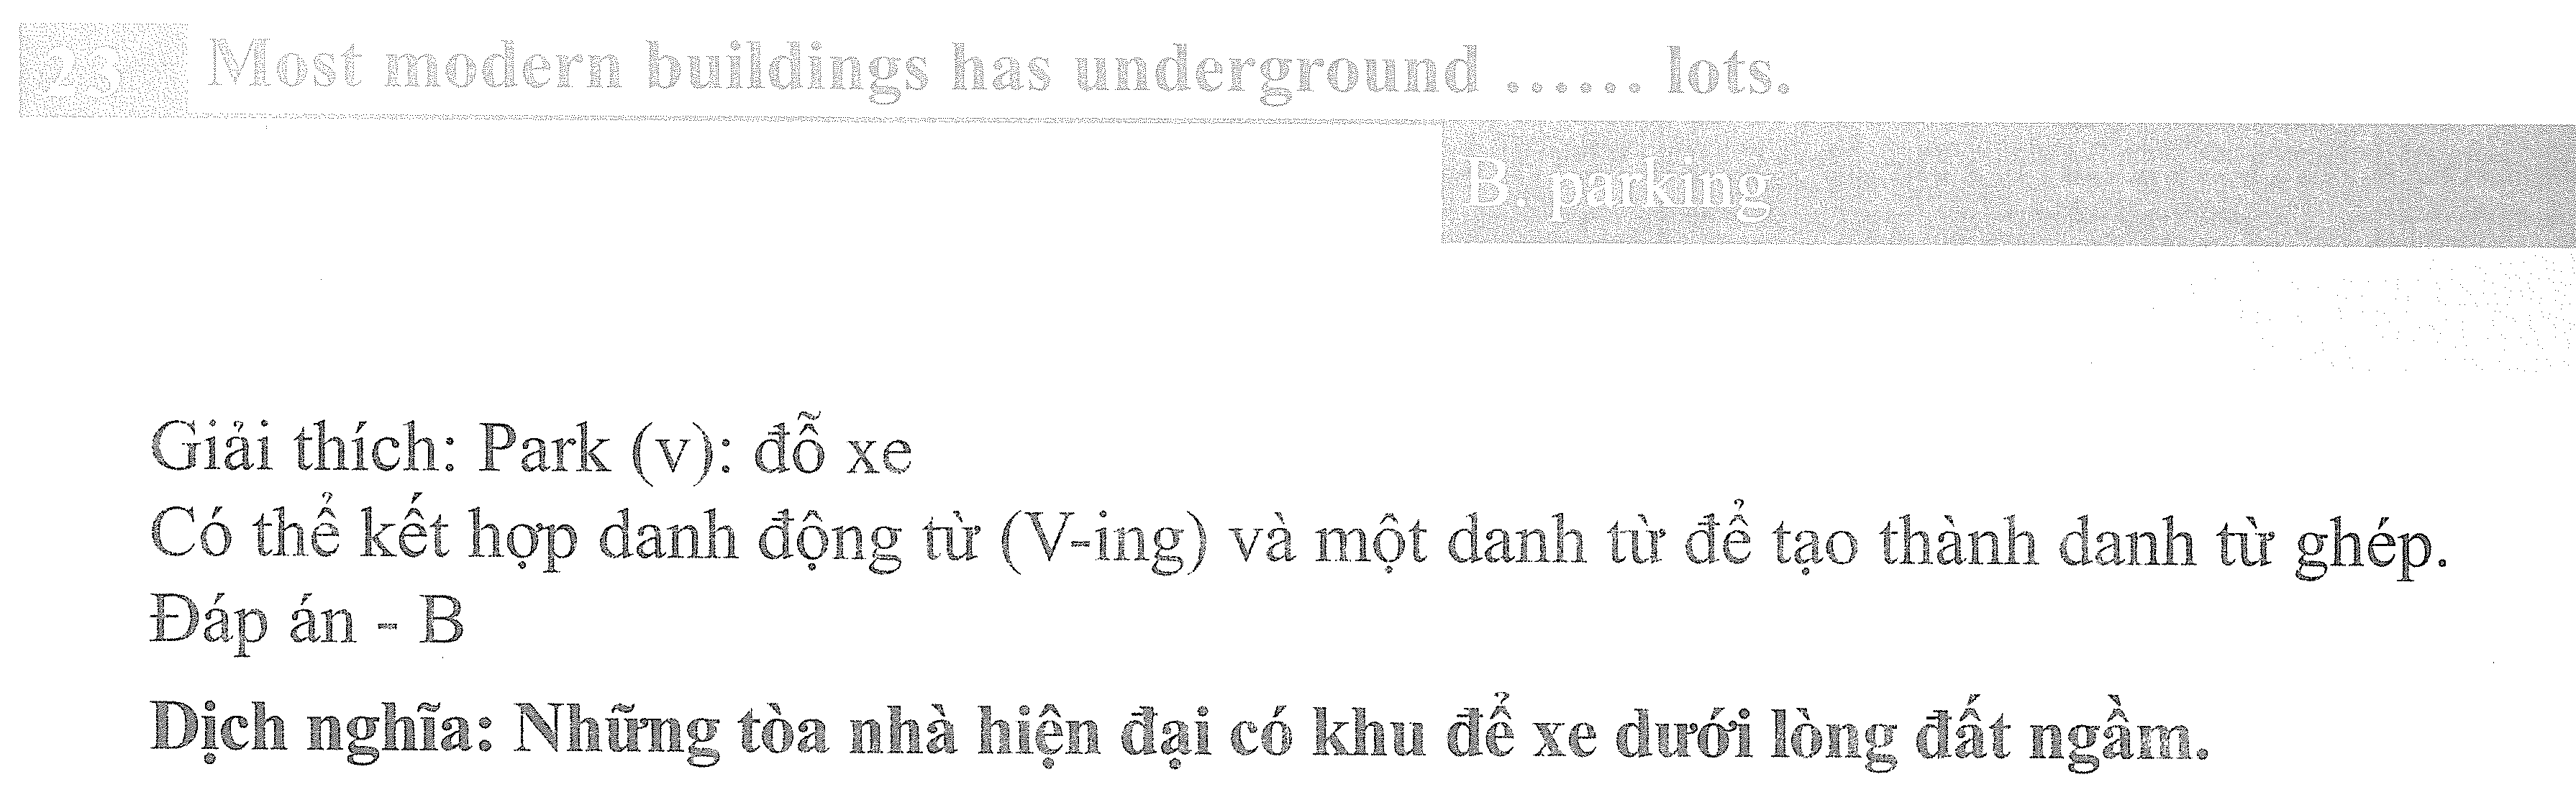 23 Most modern buildings has underground ...... lots.
B. parking
Giải thích: Park (v): đỗ xe
Có thể kết hợp danh động từ (V-ing) và một danh từ để tạo thành danh từ ghép.
Đáp án - B
Dịch nghĩa: Những tòa nhà hiện đại có khu để xe dưới lòng đất ngầm.